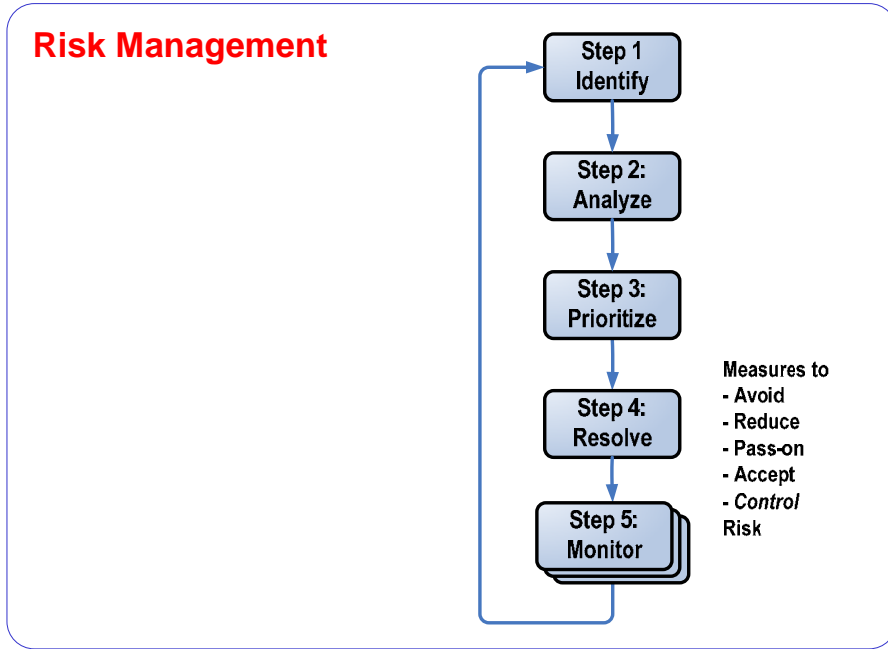 Risk Management
Step 1
Identify
Step 2:
Analyze
Step 3:
Prioritize
Step 4:
Resolve
Step 5:
Monitor
Measures to
- Avoid
- Reduce
- Pass-on
- Accept
- Control
Risk